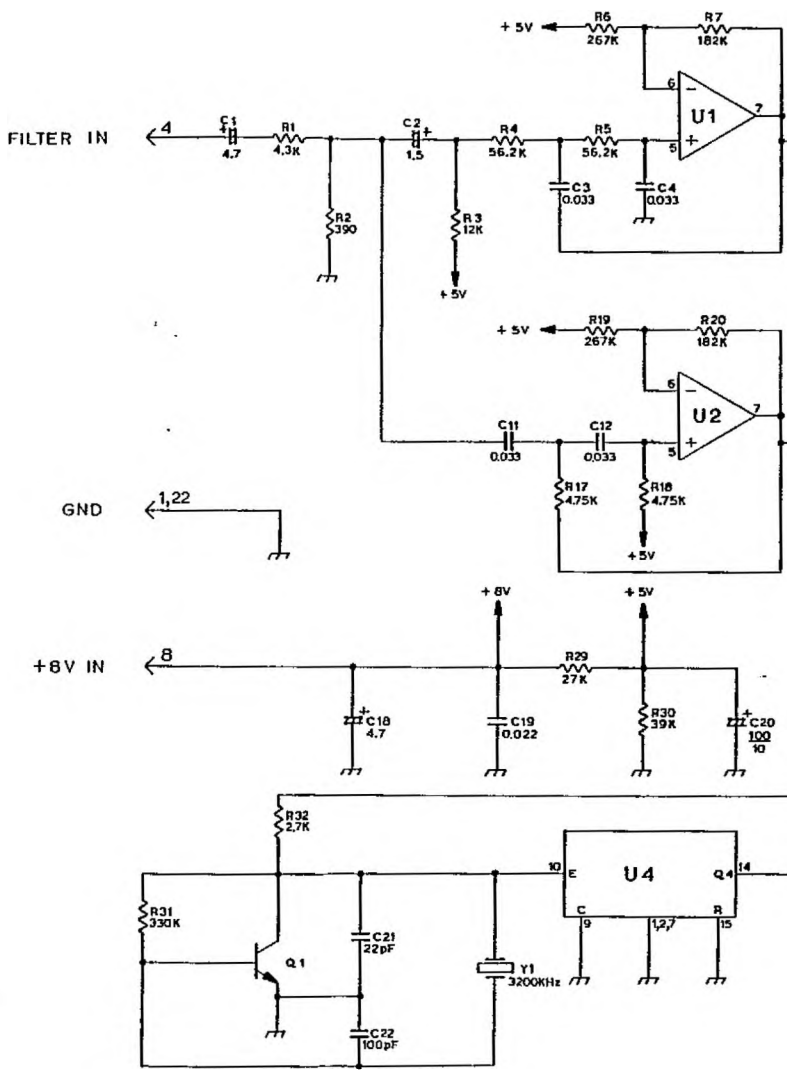 +5V
R6
267K
R7
182K
6
−
U1
7
5
+
FILTER IN
4
C1
+
4.7
R1
4.3K
C2
+
1.5
R4
56.2K
R5
56.2K
R2
390
R3
12K
+5V
C3
0.033
C4
0.033
+5V
R19
267K
R20
182K
6
−
U2
7
5
+
C11
0.033
C12
0.033
R17
4.75K
R18
4.75K
+5V
GND
1,22
+8V
+5V
+8V IN
8
R29
27K
+
C18
4.7
C19
0.022
R30
39K
+
C20
100
10
R32
2.7K
10
E
U4
Q4
14
C
9
1,2,7
R
15
R31
330K
Q1
C21
22pF
Y1
3200KHz
C22
100pF